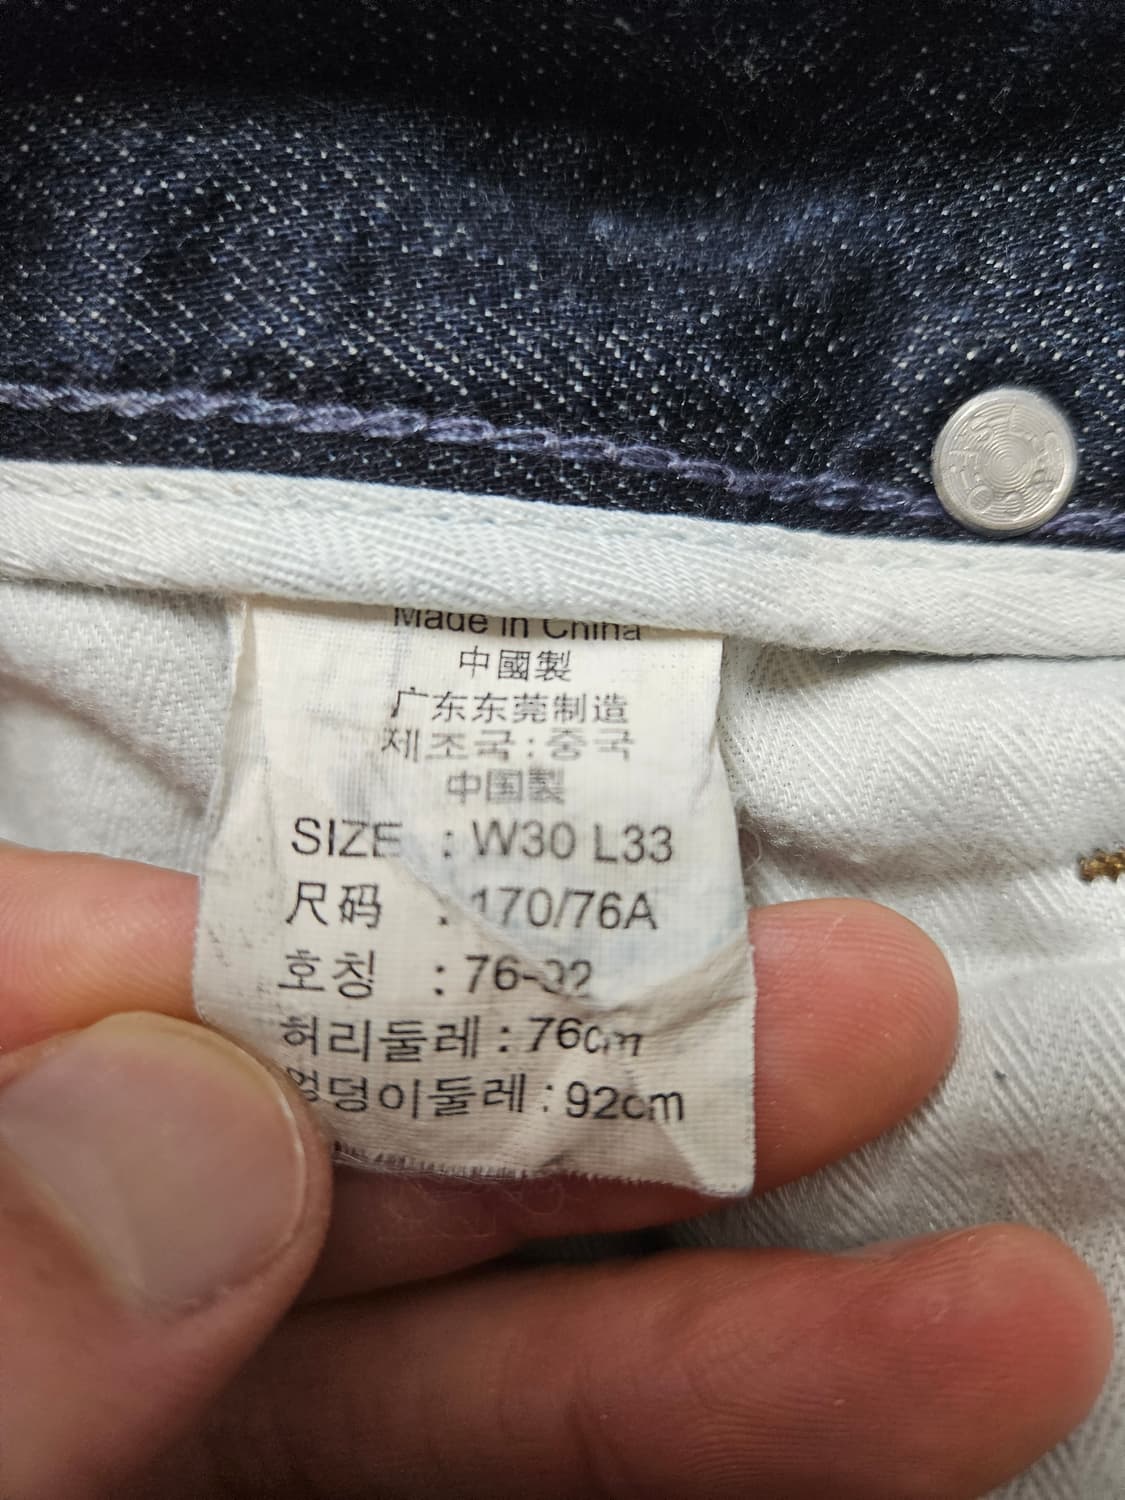 Made in China
中國製
广东东莞制造
제조국:중국
中国製
SIZE : W30 L33
尺码 : 170/76A
호칭 : 76-92
허리둘레 : 76cm
엉덩이둘레 : 92cm